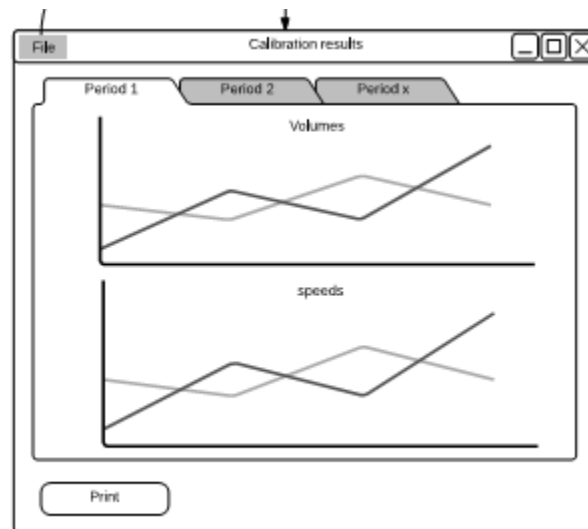 File
Calibration results
Period 1
Period 2
Period x
Volumes
speeds
Print